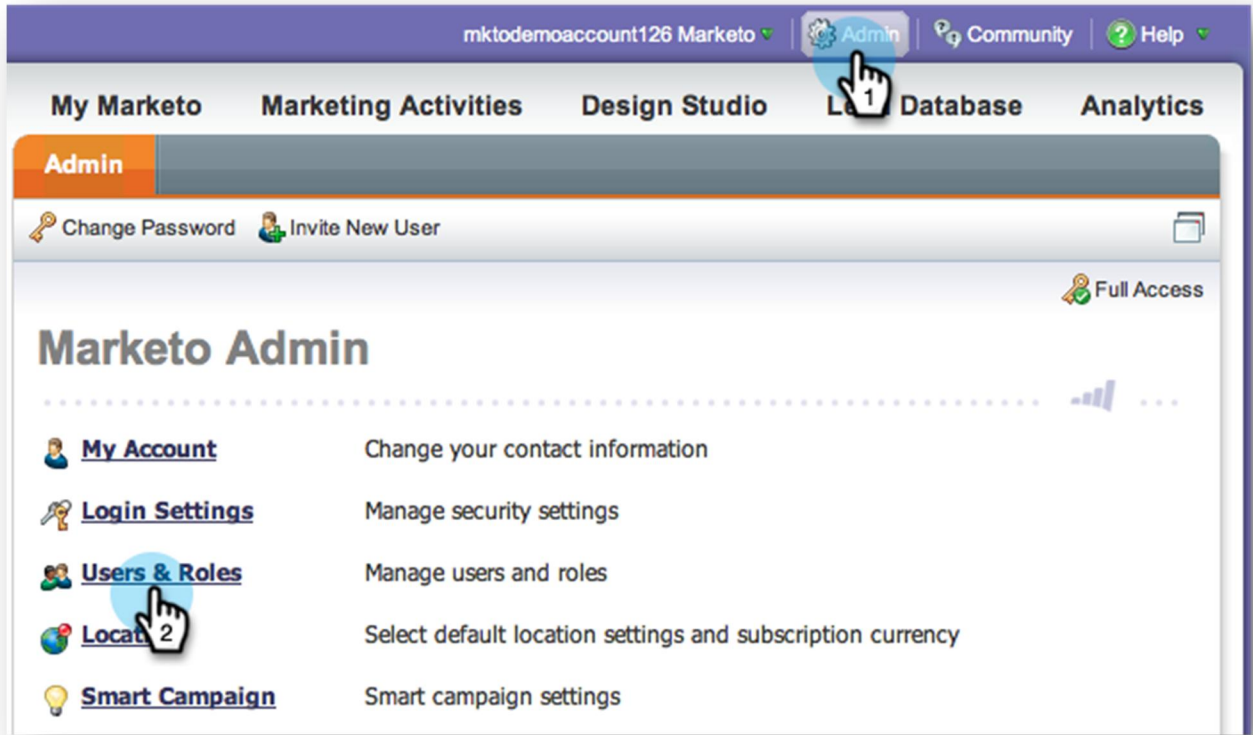 mktodemoaccount126 Marketo Admin Community ? Help
My Marketo Marketing Activities Design Studio Database Analytics
1
Admin
Change Password Invite New User
Full Access
Marketo Admin
My Account Change your contact information
Login Settings Manage security settings
Users & Roles Manage users and roles
2
Select default location settings and subscription currency
Smart Campaign Smart campaign settings